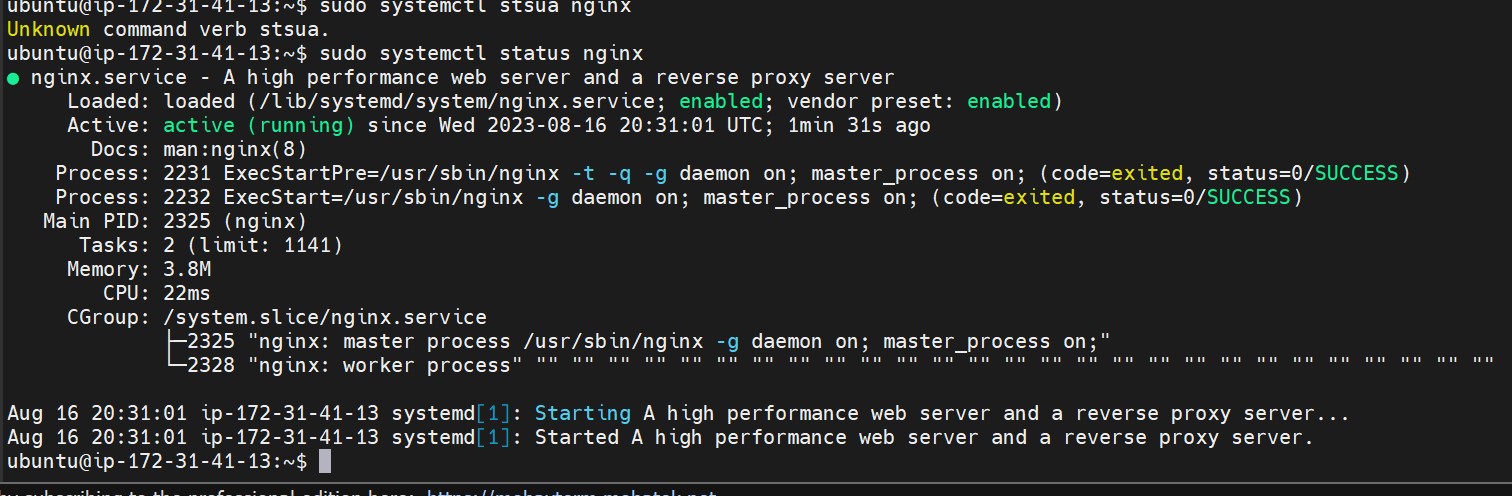 ubuntu@ip-172-31-41-13:~$ sudo systemctl stsua nginx
Unknown command verb stsua.
ubuntu@ip-172-31-41-13:~$ sudo systemctl status nginx
● nginx.service - A high performance web server and a reverse proxy server
Loaded: loaded (/lib/systemd/system/nginx.service; enabled; vendor preset: enabled)
Active: active (running) since Wed 2023-08-16 20:31:01 UTC; 1min 31s ago
Docs: man:nginx(8)
Process: 2231 ExecStartPre=/usr/sbin/nginx -t -q -g daemon on; master_process on; (code=exited, status=0/SUCCESS)
Process: 2232 ExecStart=/usr/sbin/nginx -g daemon on; master_process on; (code=exited, status=0/SUCCESS)
Main PID: 2325 (nginx)
Tasks: 2 (limit: 1141)
Memory: 3.8M
CPU: 22ms
CGroup: /system.slice/nginx.service
├─2325 "nginx: master process /usr/sbin/nginx -g daemon on; master_process on;"
└─2328 "nginx: worker process" "" "" "" "" "" "" "" "" "" "" "" "" "" "" "" "" "" "" "" "" "" "" "" "" "" "" ""
Aug 16 20:31:01 ip-172-31-41-13 systemd[1]: Starting A high performance web server and a reverse proxy server...
Aug 16 20:31:01 ip-172-31-41-13 systemd[1]: Started A high performance web server and a reverse proxy server.
ubuntu@ip-172-31-41-13:~$
by subscribing to the professional edition here: https://mobaxterm.mobatek.net